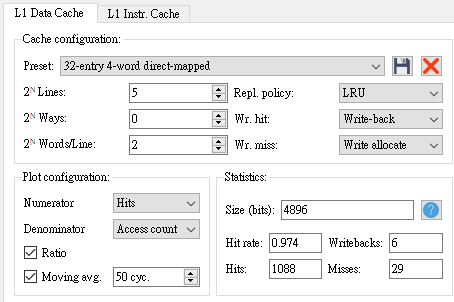 L1 Data Cache L1 Instr. Cache
Cache configuration:
Preset: 32-entry 4-word direct-mapped
2^N Lines: 5 Repl. policy: LRU
2^N Ways: 0 Wr. hit: Write-back
2^N Words/Line: 2 Wr. miss: Write allocate
Plot configuration: Statistics:
Numerator Hits Size (bits): 4896 ?
Denominator Access count Hit rate: 0.974 Writebacks: 6
Ratio
Moving avg. 50 cyc. Hits: 1088 Misses: 29